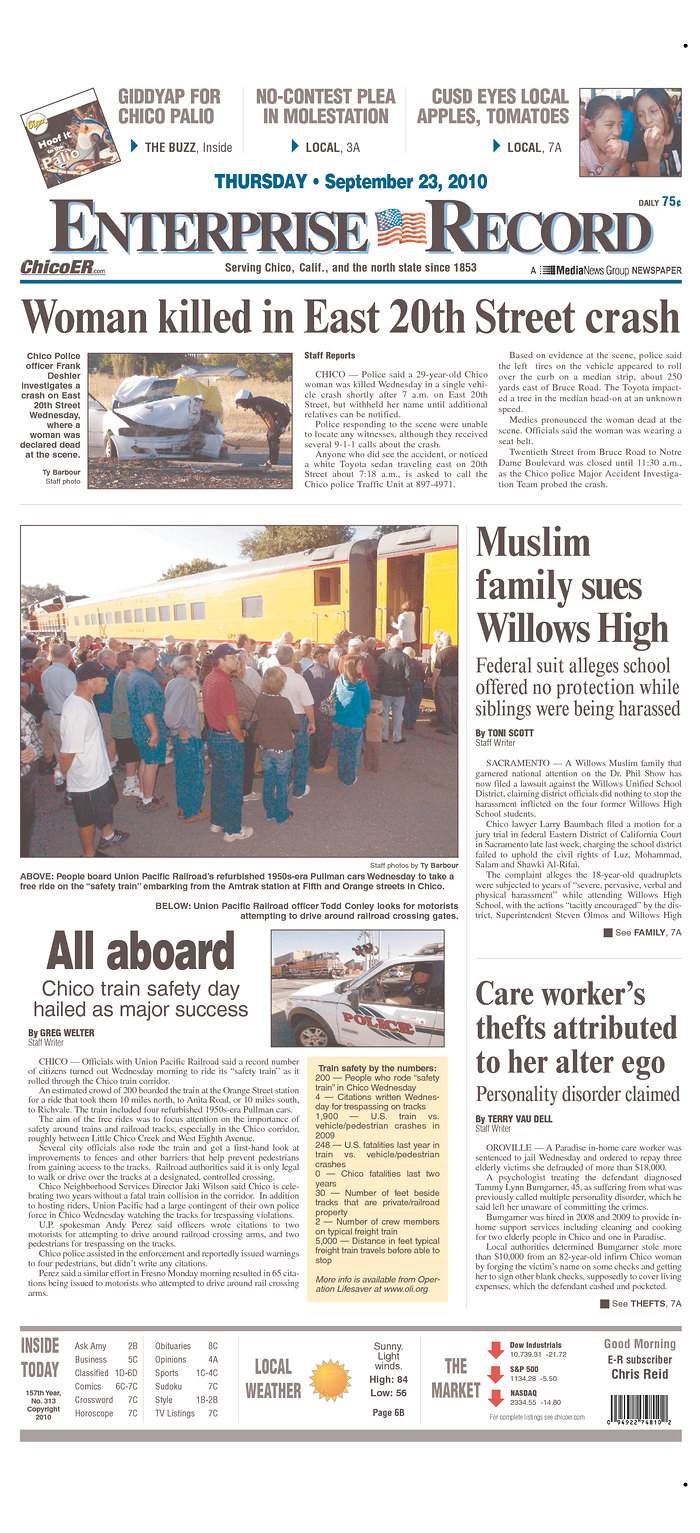 Buzz
Hoof it
to the
Palio
GIDDYAP FOR
CHICO PALIO
THE BUZZ, Inside
NO-CONTEST PLEA
IN MOLESTATION
LOCAL, 3A
CUSD EYES LOCAL
APPLES, TOMATOES
LOCAL, 7A
THURSDAY • September 23, 2010
DAILY 75¢
ENTERPRISE RECORD
ChicoER.com
Serving Chico, Calif., and the north state since 1853
A MediaNews Group NEWSPAPER
Woman killed in East 20th Street crash
Chico Police
officer Frank
Deshler
investigates a
crash on East
20th Street
Wednesday,
where a
woman was
declared dead
at the scene.
Ty Barbour
Staff photo
Staff Reports
CHICO — Police said a 29-year-old Chico
woman was killed Wednesday in a single vehi-
cle crash shortly after 7 a.m. on East 20th
Street, but withheld her name until additional
relatives can be notified.
Police responding to the scene were unable
to locate any witnesses, although they received
several 9-1-1 calls about the crash.
Anyone who did see the accident, or noticed
a white Toyota sedan traveling east on 20th
Street about 7:18 a.m., is asked to call the
Chico police Traffic Unit at 897-4971.
Based on evidence at the scene, police said
the left tires on the vehicle appeared to roll
over the curb on a median strip, about 250
yards east of Bruce Road. The Toyota impact-
ed a tree in the median head-on at an unknown
speed.
Medics pronounced the woman dead at the
scene. Officials said the woman was wearing a
seat belt.
Twentieth Street from Bruce Road to Notre
Dame Boulevard was closed until 11:30 a.m.,
as the Chico police Major Accident Investiga-
tion Team probed the crash.
Staff photos by Ty Barbour
ABOVE: People board Union Pacific Railroad's refurbished 1950s-era Pullman cars Wednesday to take a
free ride on the “safety train” embarking from the Amtrak station at Fifth and Orange streets in Chico.
BELOW: Union Pacific Railroad officer Todd Conley looks for motorists
attempting to drive around railroad crossing gates.
All aboard
Chico train safety day
hailed as major success
By GREG WELTER
Staff Writer
POLICE
CHICO — Officials with Union Pacific Railroad said a record number
of citizens turned out Wednesday morning to ride its “safety train” as it
rolled through the Chico train corridor.
An estimated crowd of 200 boarded the train at the Orange Street station
for a ride that took them 10 miles north, to Anita Road, or 10 miles south,
to Richvale. The train included four refurbished 1950s-era Pullman cars.
The aim of the free rides was to focus attention on the importance of
safety around trains and railroad tracks, especially in the Chico corridor,
roughly between Little Chico Creek and West Eighth Avenue.
Several city officials also rode the train and got a first-hand look at
improvements to fences and other barriers that help prevent pedestrians
from gaining access to the tracks. Railroad authorities said it is only legal
to walk or drive over the tracks at a designated, controlled crossing.
Chico Neighborhood Services Director Jaki Wilson said Chico is cele-
brating two years without a fatal train collision in the corridor. In addition
to hosting riders, Union Pacific had a large contingent of their own police
force in Chico Wednesday watching the tracks for trespassing violations.
U.P. spokesman Andy Perez said officers wrote citations to two
motorists for attempting to drive around railroad crossing arms, and two
pedestrians for trespassing on the tracks.
Chico police assisted in the enforcement and reportedly issued warnings
to four pedestrians, but didn't write any citations.
Perez said a similar effort in Fresno Monday morning resulted in 65 cita-
tions being issued to motorists who attempted to drive around rail crossing
arms.
Train safety by the numbers:
200 — People who rode “safety
train” in Chico Wednesday
4 — Citations written Wednes-
day for trespassing on tracks
1,900 — U.S. train vs.
vehicle/pedestrian crashes in
2009
248 – U.S. fatalities last year in
train vs. vehicle/pedestrian
crashes
0 — Chico fatalities last two
years
30 — Number of feet beside
tracks that are private/railroad
property
2 – Number of crew members
on typical freight train
5,000 — Distance in feet typical
freight train travels before able to
stop
More info is available from Oper-
ation Lifesaver at www.oli.org
Muslim
family sues
Willows High
Federal suit alleges school
offered no protection while
siblings were being harassed
By TONI SCOTT
Staff Writer
SACRAMENTO — A Willows Muslim family that
garnered national attention on the Dr. Phil Show has
now filed a lawsuit against the Willows Unified School
District, claiming district officials did nothing to stop the
harassment inflicted on the four former Willows High
School students.
Chico lawyer Larry Baumbach filed a motion for a
jury trial in federal Eastern District of California Court
in Sacramento late last week, charging the school district
failed to uphold the civil rights of Luz, Mohammad,
Salam and Shawki Al-Rifai.
The complaint alleges the 18-year-old quadruplets
were subjected to years of “severe, pervasive, verbal and
physical harassment” while attending Willows High
School, with the actions “tacitly encouraged” by the dis-
trict, Superintendent Steven Olmos and Willows High
See FAMILY, 7A
Care worker's
thefts attributed
to her alter ego
Personality disorder claimed
By TERRY VAU DELL
Staff Writer
OROVILLE — A Paradise in-home care worker was
sentenced to jail Wednesday and ordered to repay three
elderly victims she defrauded of more than $18,000.
A psychologist treating the defendant diagnosed
Tammy Lynn Bumgarner, 45, as suffering from what was
previously called multiple personality disorder, which he
said left her unaware of committing the crimes.
Bumgarner was hired in 2008 and 2009 to provide in-
home support services including cleaning and cooking
for two elderly people in Chico and one in Paradise.
Local authorities determined Bumgarner stole more
than $10,000 from an 82-year-old infirm Chico woman
by forging the victim's name on some checks and getting
her to sign other blank checks, supposedly to cover living
expenses, which the defendant cashed and pocketed.
See THEFTS, 7A
INSIDE
TODAY
157th Year,
No. 313
Copyright
2010
Ask Amy 2B
Business 5C
Classified 1D-6D
Comics 6C-7C
Crossword 7C
Horoscope 7C
Obituaries 8C
Opinions 4A
Sports 1C-4C
Sudoku 7C
Style 1B-2B
TV Listings 7C
LOCAL
WEATHER
Sunny.
Light
winds.
High: 84
Low: 56
Page 6B
THE
MARKET
Dow Industrials
10,739.31 -21.72
S&P 500
1134.28 -5.50
NASDAQ
2334.55 -14.80
For complete listings see chicoer.com
Good Morning
E-R subscriber
Chris Reid
0 94922 74810 2